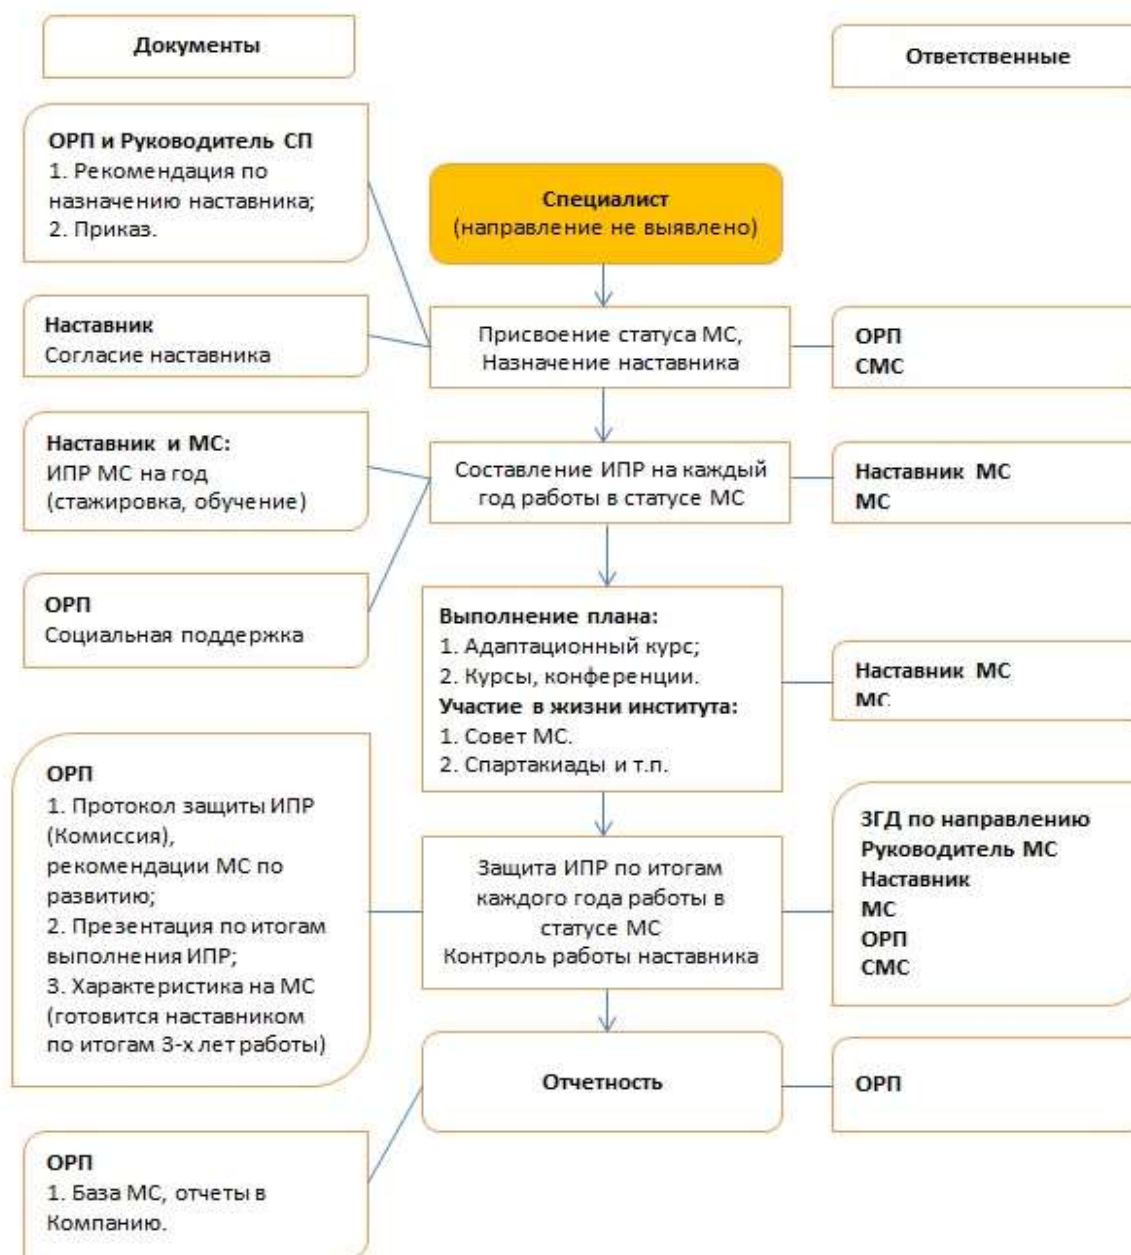 Документы
Ответственные
ОРП и Руководитель СП
1. Рекомендация по
назначению наставника;
2. Приказ.
Специалист
(направление не выявлено)
Наставник
Согласие наставника
Присвоение статуса МС,
Назначение наставника
ОРП
СМС
Наставник и МС:
ИПР МС на год
(стажировка, обучение)
Составление ИПР на каждый
год работы в статусе МС
Наставник МС
МС
ОРП
Социальная поддержка
Выполнение плана:
1. Адаптационный курс;
2. Курсы, конференции.
Участие в жизни института:
1. Совет МС.
2. Спартакиады и т.п.
Наставник МС
МС
ОРП
1. Протокол защиты ИПР
(Комиссия),
рекомендации МС по
развитию;
2. Презентация по итогам
выполнения ИПР;
3. Характеристика на МС
(готовится наставником
по итогам 3-х лет работы)
Защита ИПР по итогам
каждого года работы в
статусе МС
Контроль работы наставника
ЗГД по направлению
Руководитель МС
Наставник
МС
ОРП
СМС
Отчетность
ОРП
ОРП
1. База МС, отчеты в
Компанию.